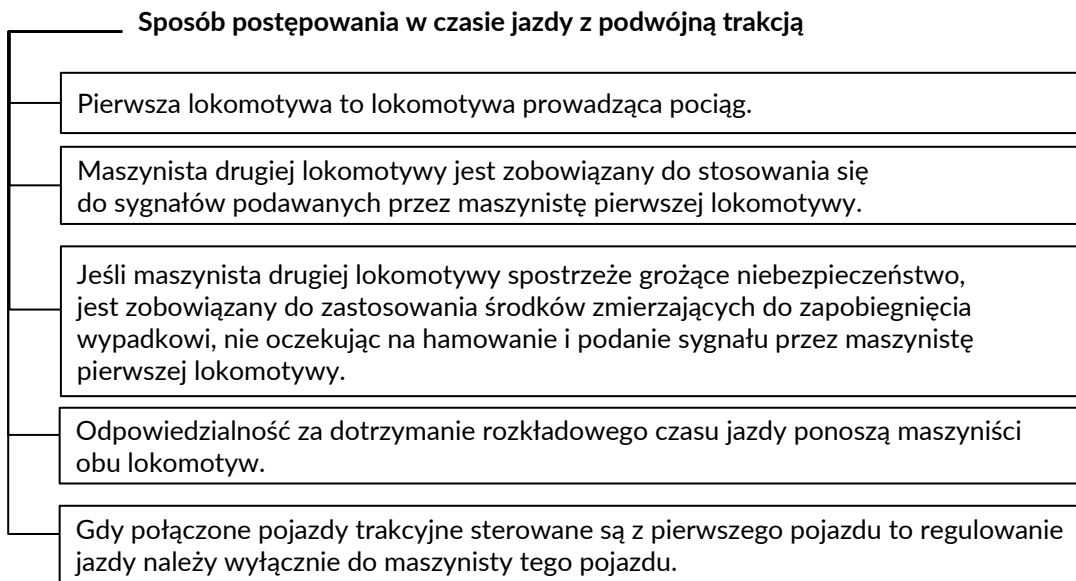 Sposób postępowania w czasie jazdy z podwójną trakcją
Pierwsza lokomotywa to lokomotywa prowadząca pociąg.
Maszynista drugiej lokomotywy jest zobowiązany do stosowania się
do sygnałów podawanych przez maszynistę pierwszej lokomotywy.
Jeśli maszynista drugiej lokomotywy spostrzeże grożące niebezpieczeństwo,
jest zobowiązany do zastosowania środków zmierzających do zapobiegnięcia
wypadkowi, nie oczekując na hamowanie i podanie sygnału przez maszynistę
pierwszej lokomotywy.
Odpowiedzialność za dotrzymanie rozkładowego czasu jazdy ponoszą maszyniści
obu lokomotyw.
Gdy połączone pojazdy trakcyjne sterowane są z pierwszego pojazdu to regulowanie
jazdy należy wyłącznie do maszynisty tego pojazdu.